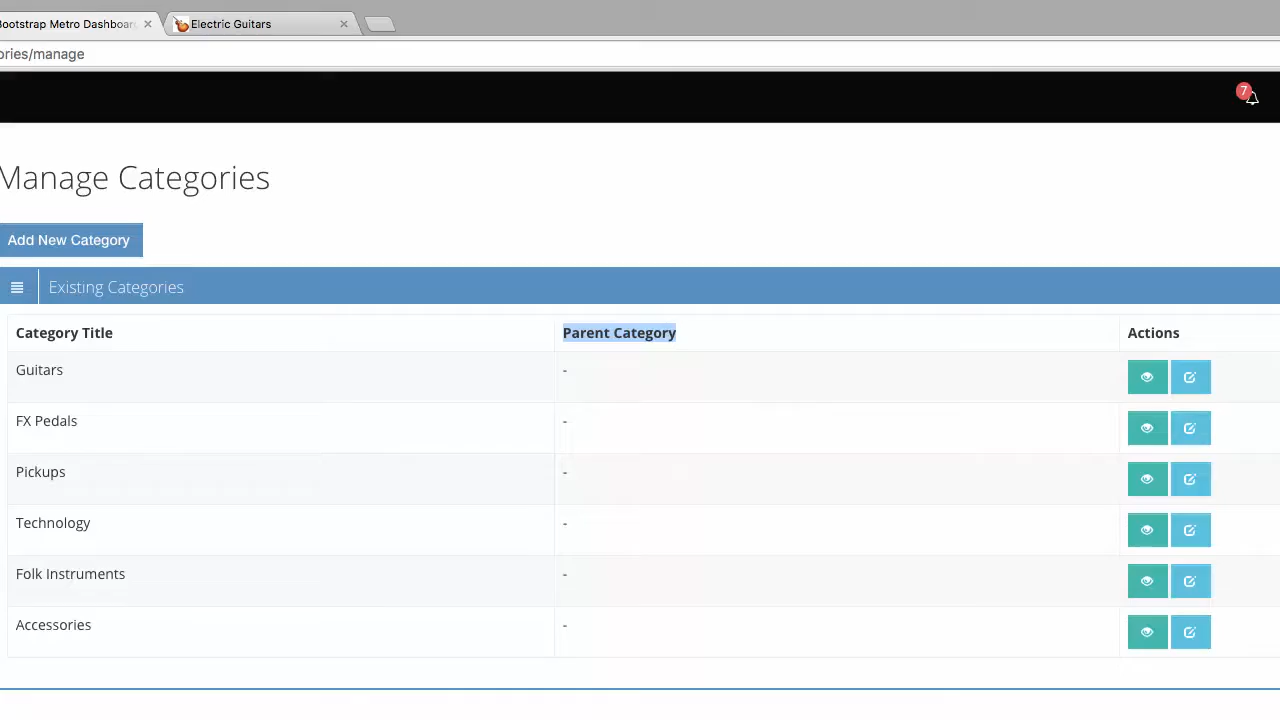 Bootstrap Metro Dashboar
Electric Guitars
ories/manage
7
Manage Categories
Add New Category
Existing Categories
Category Title Parent Category Actions
Guitars -
FX Pedals -
Pickups -
Technology -
Folk Instruments -
Accessories -